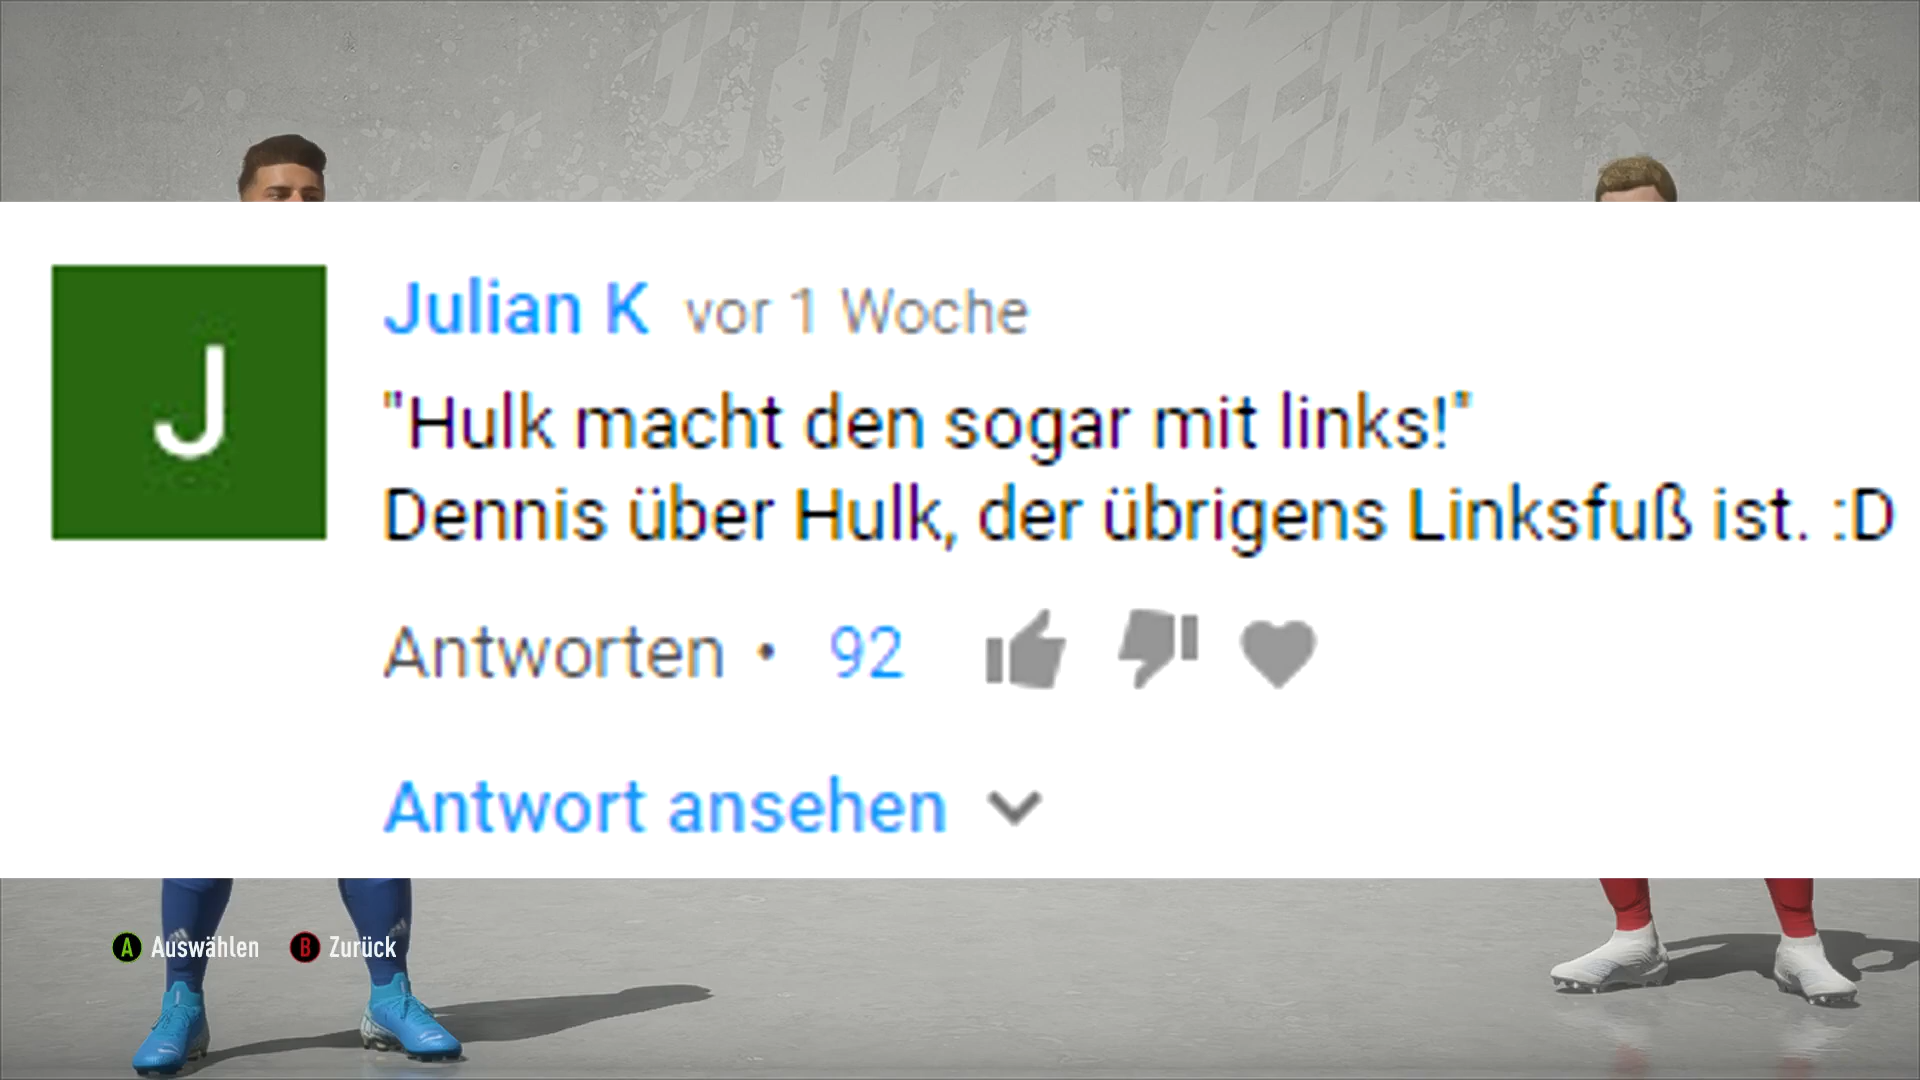 J
Julian K vor 1 Woche
"Hulk macht den sogar mit links!"
Dennis über Hulk, der übrigens Linksfuß ist. :D
Antworten • 92
Antwort ansehen
A Auswählen B Zurück